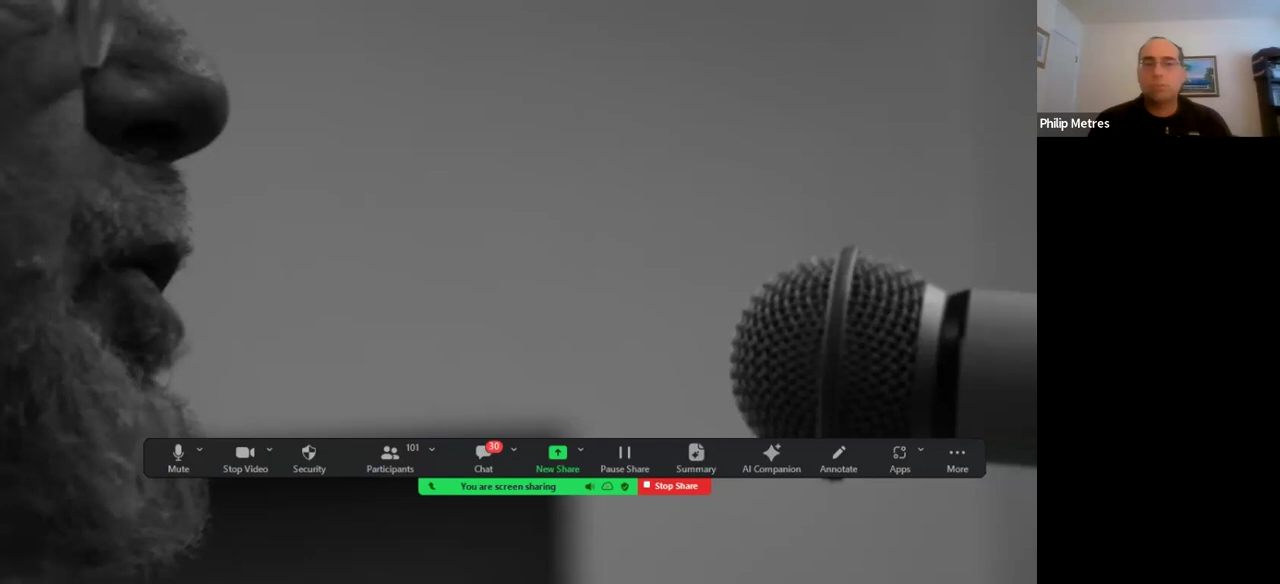 Philip Metres
101
30
Mute
Stop Video
Security
Participants
Chat
New Share
Pause Share
Summary
AI Companion
Annotate
Apps
More
You are screen sharing
Stop Share